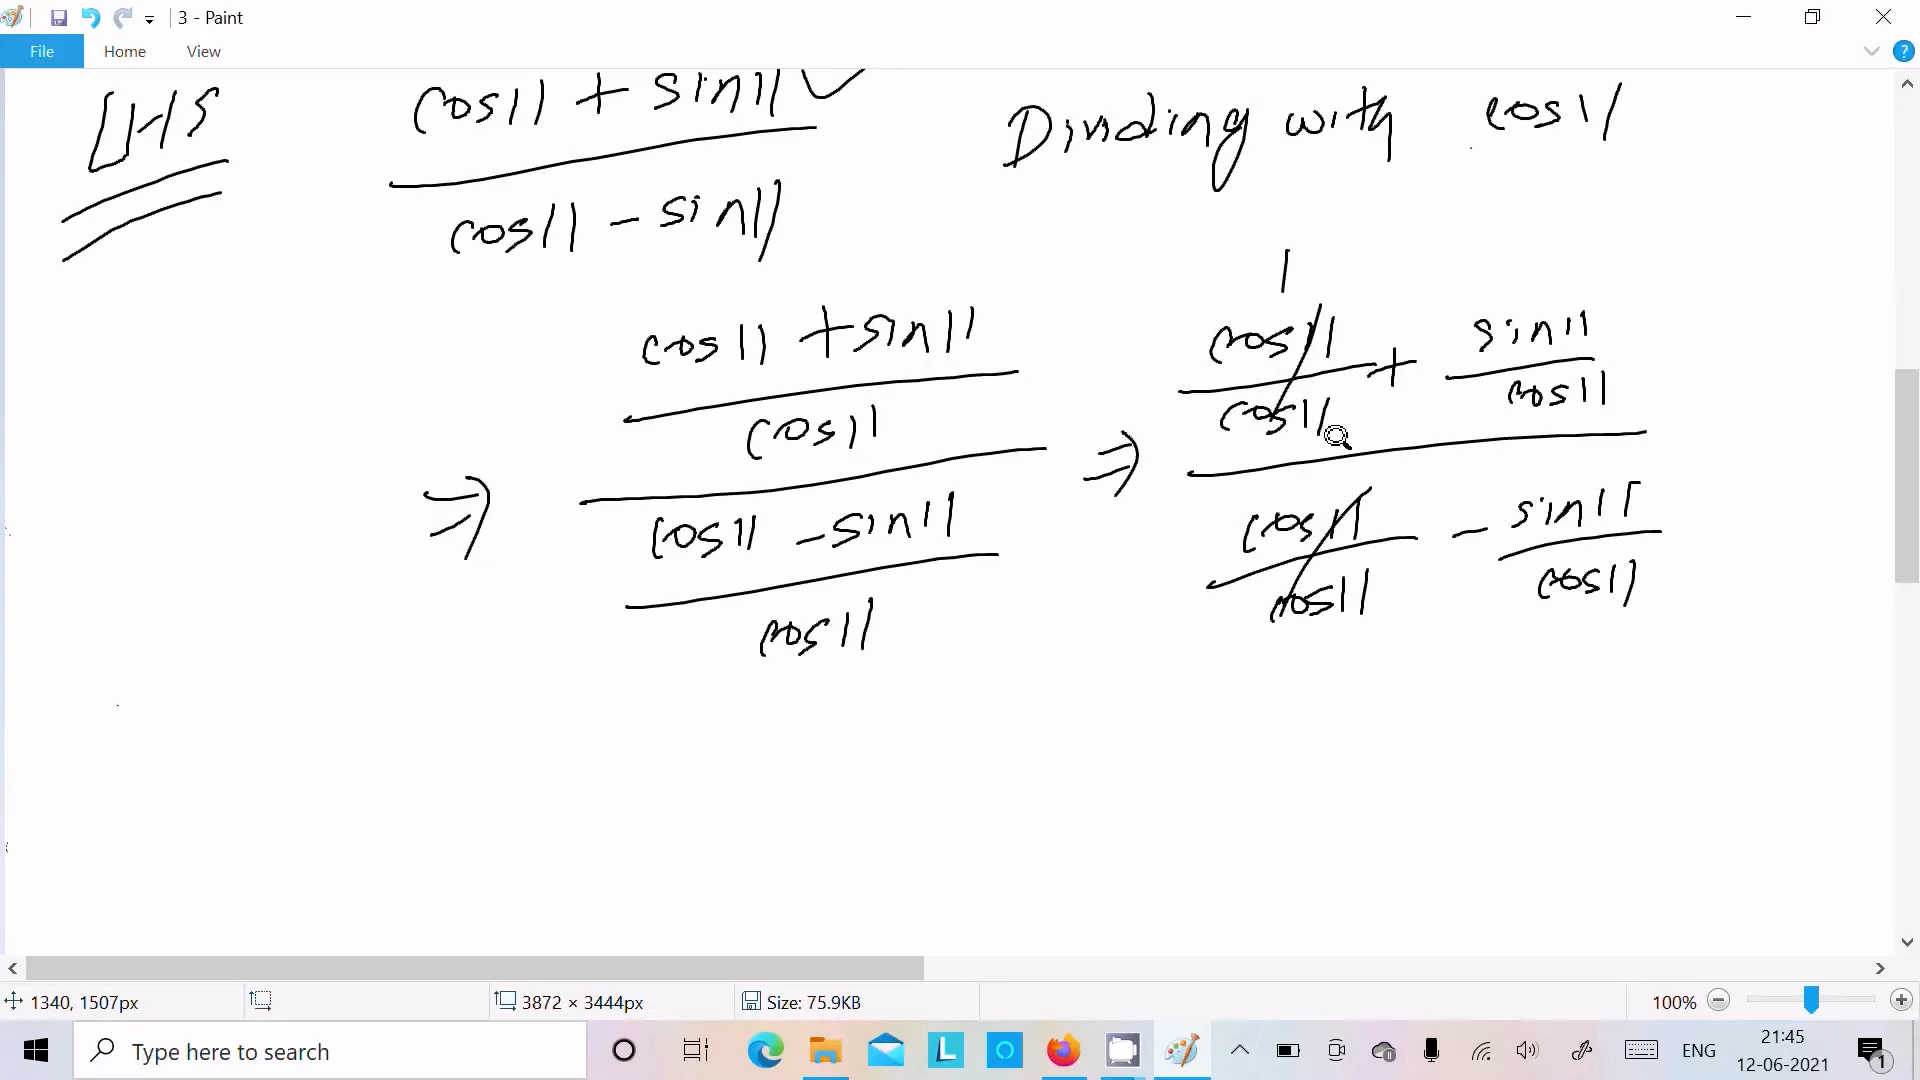 3 - Paint
File Home View
LHS
cos11 + sin11
cos11 - sin11
Dividing with cos11
⇒
cos11 + sin11
cos11
cos11 - sin11
cos11
⇒
1
cos11 + sin11
cos11 cos11
cos11 - sin11
cos11 cos11
1340, 1507px 3872 × 3444px Size: 75.9KB 100%
Type here to search
L
ENG
21:45
12-06-2021
1